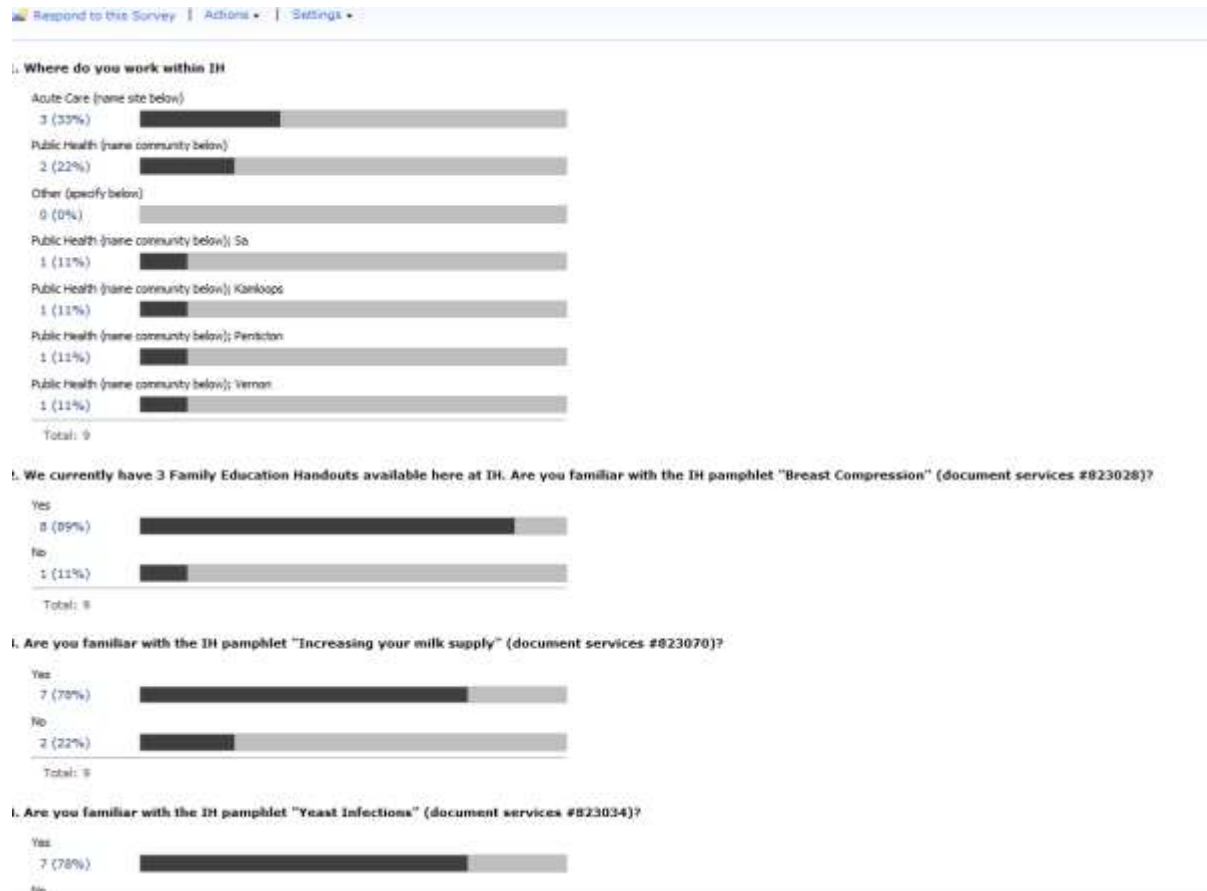 Respond to this Survey | Actions | Settings
. Where do you work within IH
Acute Care (name site below)
3 (33%)
Public Health (name community below)
2 (22%)
Other (specify below)
0 (0%)
Public Health (name community below); Sa
1 (11%)
Public Health (name community below); Kamloops
1 (11%)
Public Health (name community below); Penticton
1 (11%)
Public Health (name community below); Vernon
1 (11%)
Total: 9
. We currently have 3 Family Education Handouts available here at IH. Are you familiar with the IH pamphlet "Breast Compression" (document services #823028)?
Yes
8 (89%)
No
1 (11%)
Total: 9
. Are you familiar with the IH pamphlet "Increasing your milk supply" (document services #823070)?
Yes
7 (78%)
No
2 (22%)
Total: 9
. Are you familiar with the IH pamphlet "Yeast Infections" (document services #823034)?
Yes
7 (78%)
No